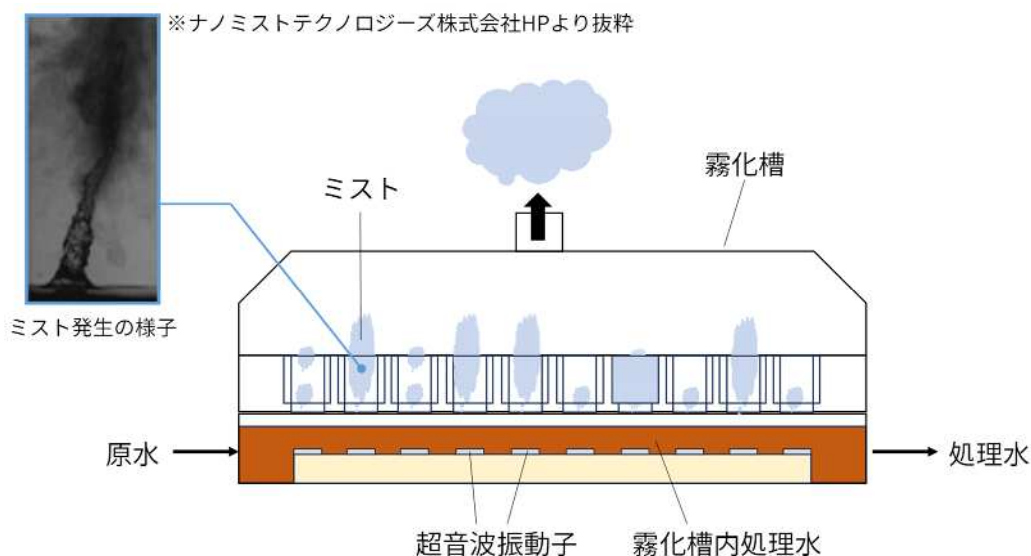 ※ナノミストテクノロジーズ株式会社HPより抜粋
ミスト
霧化槽
ミスト発生の様子
原水
処理水
超音波振動子
霧化槽内処理水